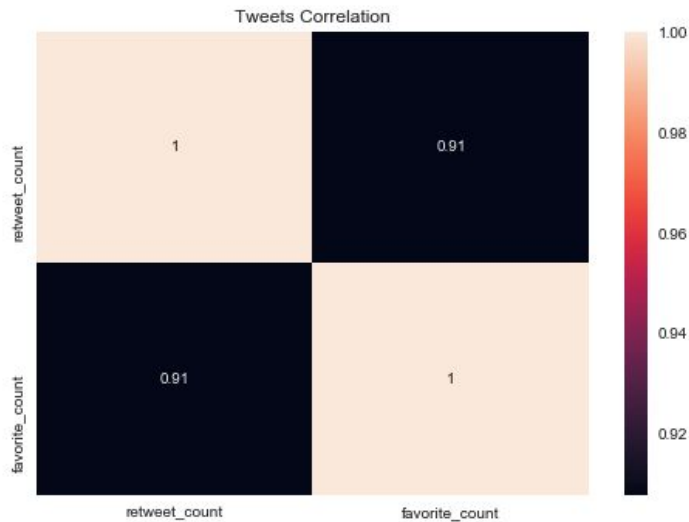 Tweets Correlation
retweet_count
1
0.91
favorite_count
0.91
1
retweet_count
favorite_count
1.00
0.98
0.96
0.94
0.92